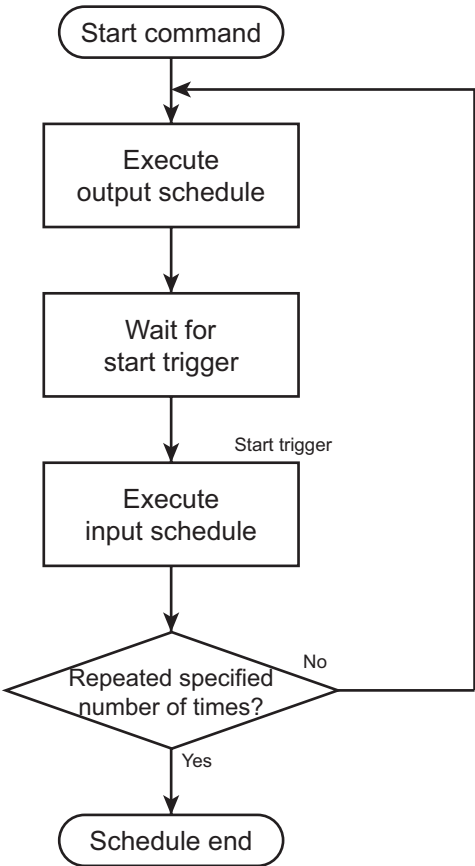 Start command
Execute
output schedule
Wait for
start trigger
Start trigger
Execute
input schedule
No
Repeated specified
number of times?
Yes
Schedule end